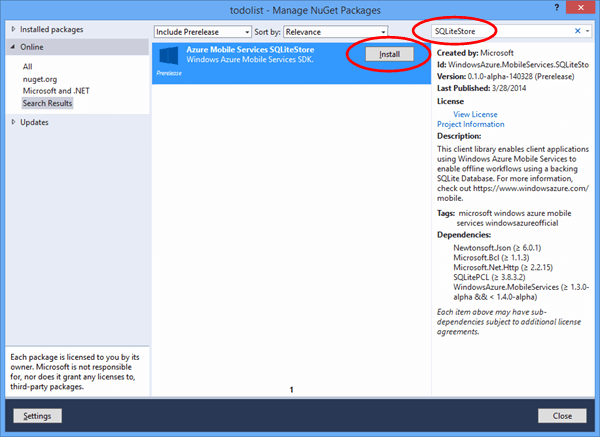 todolist - Manage NuGet Packages
?
Installed packages
Online
All
nuget.org
Microsoft and .NET
Search Results
Updates
Each package is licensed to you by its
owner. Microsoft is not responsible
for, nor does it grant any licenses to,
third-party packages.
Include Prerelease
Sort by: Relevance
Azure Mobile Services SQLiteStore
Windows Azure Mobile Services SDK.
Prerelease
Install
1
SQLiteStore
Created by: Microsoft
Id: WindowsAzure.MobileServices.SQLiteSto
Version: 0.1.0-alpha-140328 (Prerelease)
Last Published: 3/28/2014
License
View License
Project Information
Description:
This client library enables client applications
using Windows Azure Mobile Services to
enable offline workflows using a backing
SQLite Database. For more information,
check out https://www.windowsazure.com/
mobile.
Tags: microsoft windows azure mobile
services windowsazureofficial
Dependencies:
Newtonsoft.Json (≥ 6.0.1)
Microsoft.Bcl (≥ 1.1.3)
Microsoft.Net.Http (≥ 2.2.15)
SQLitePCL (≥ 3.8.3.2)
WindowsAzure.MobileServices (≥ 1.3.0-
alpha && < 1.4.0-alpha)
Each item above may have sub-
dependencies subject to additional license
agreements.
Settings
Close